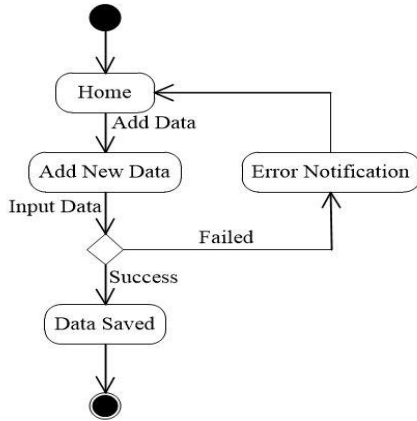 Home
Add Data
Add New Data
Error Notification
Input Data
Failed
Success
Data Saved